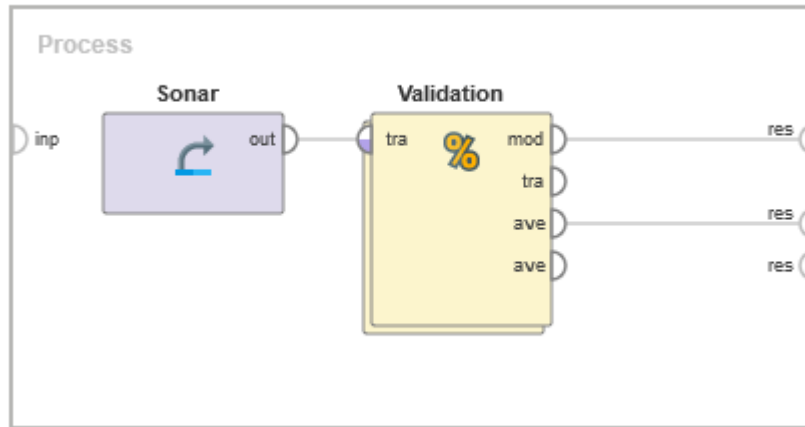 Process
Sonar
Validation
inp
out
tra
%
mod
res
tra
ave
res
ave
res